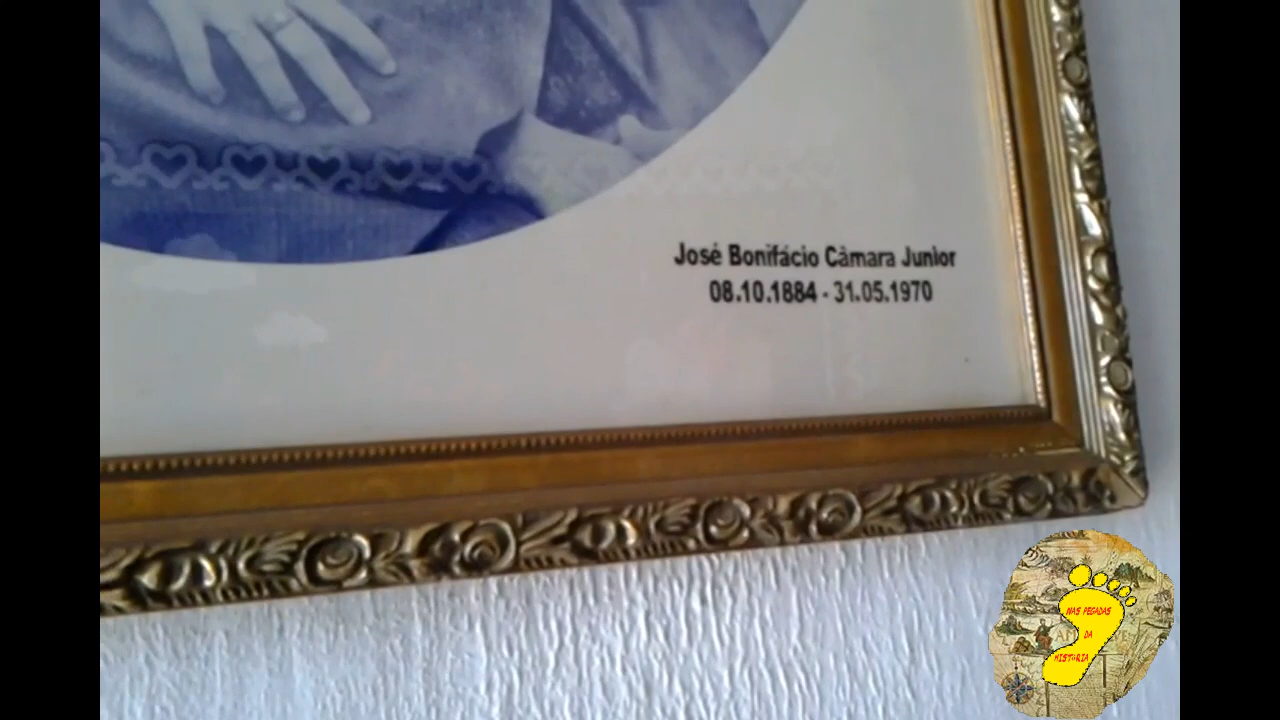 José Bonifácio Câmara Junior
08.10.1884 - 31.05.1970
NAS PEGADAS
DA
HISTÓRIA